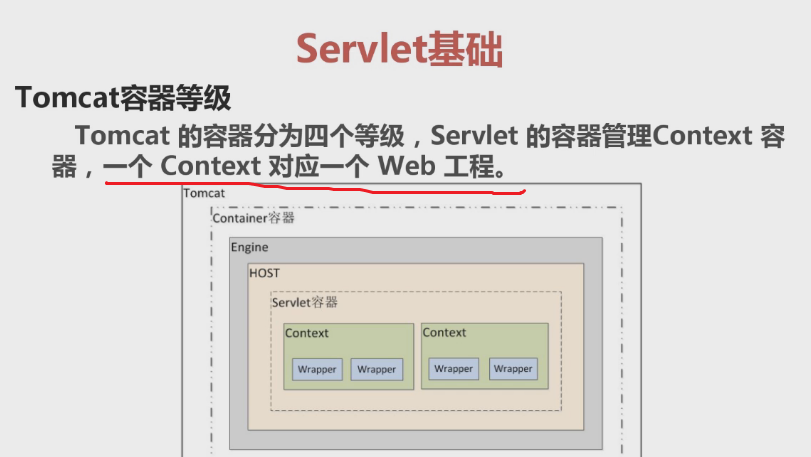 Servlet基础
Tomcat容器等级
Tomcat 的容器分为四个等级，Servlet 的容器管理Context 容
器，一个 Context 对应一个 Web 工程。
Tomcat
Container容器
Engine
HOST
Servlet容器
Context
Context
Wrapper
Wrapper
Wrapper
Wrapper